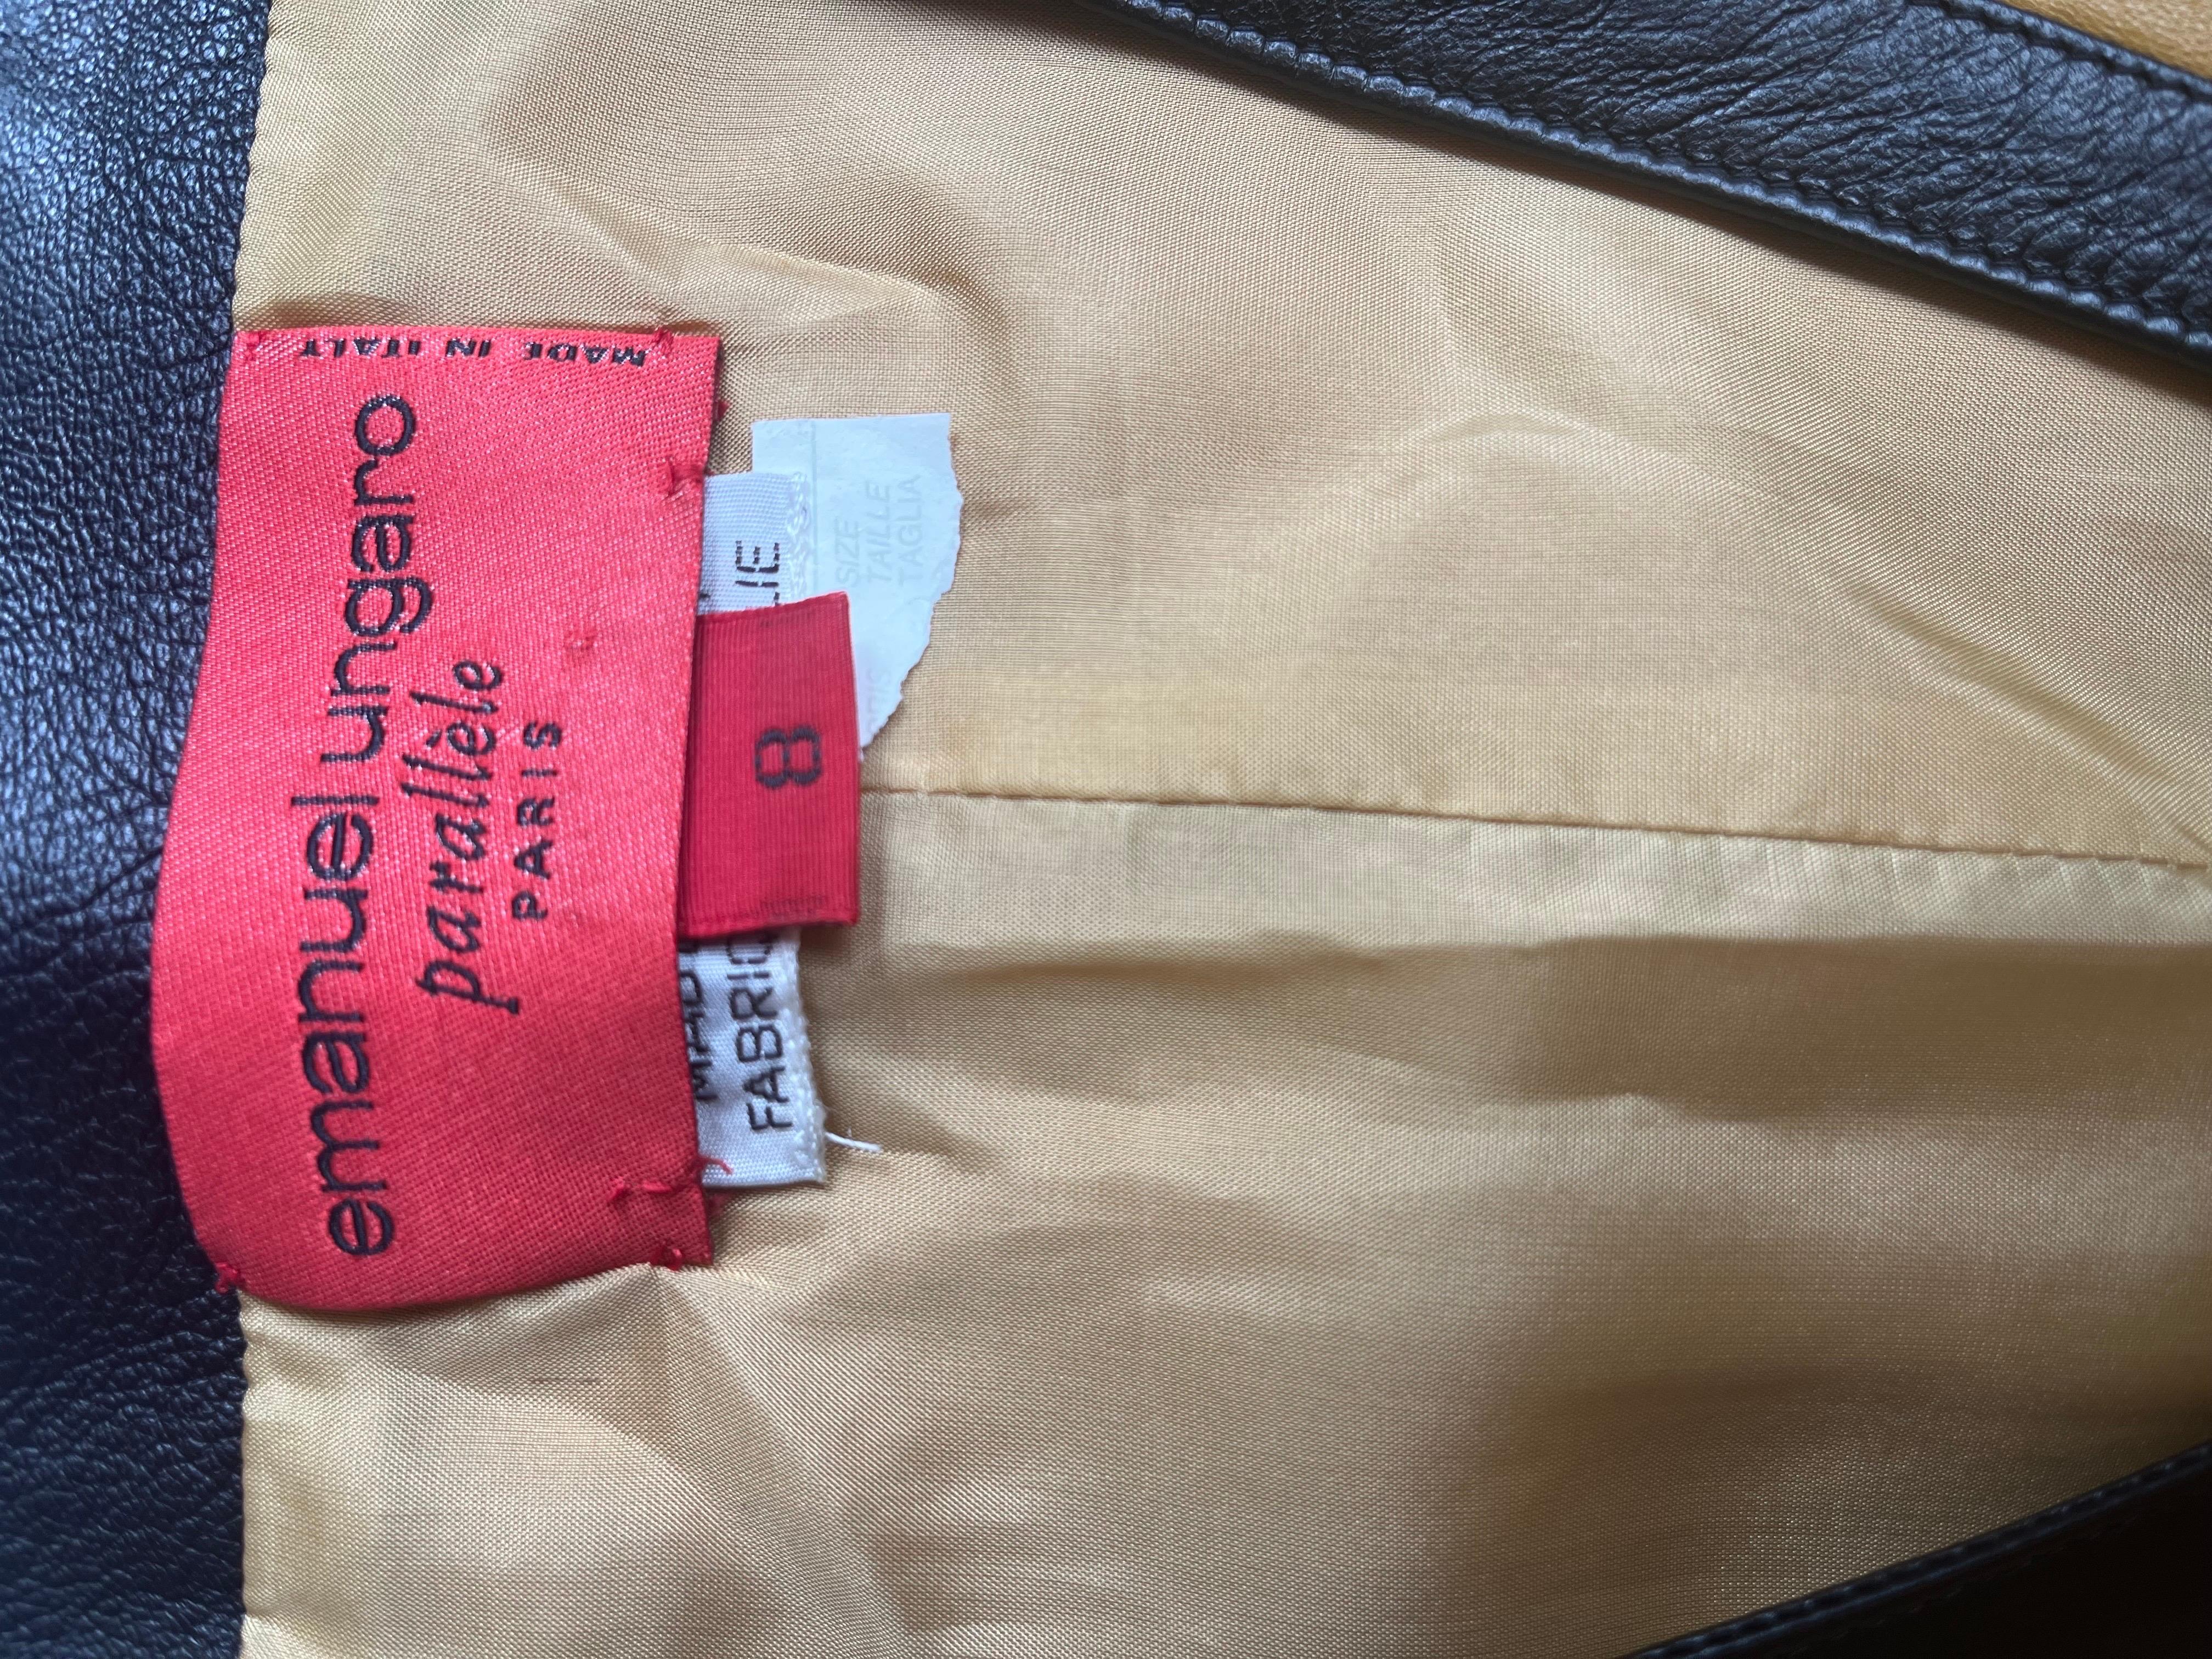 emanuel ungaro
parallèle
PARIS
MADE IN ITALY
8
FABRIC
SIZE
TAILLE
TAGLIA